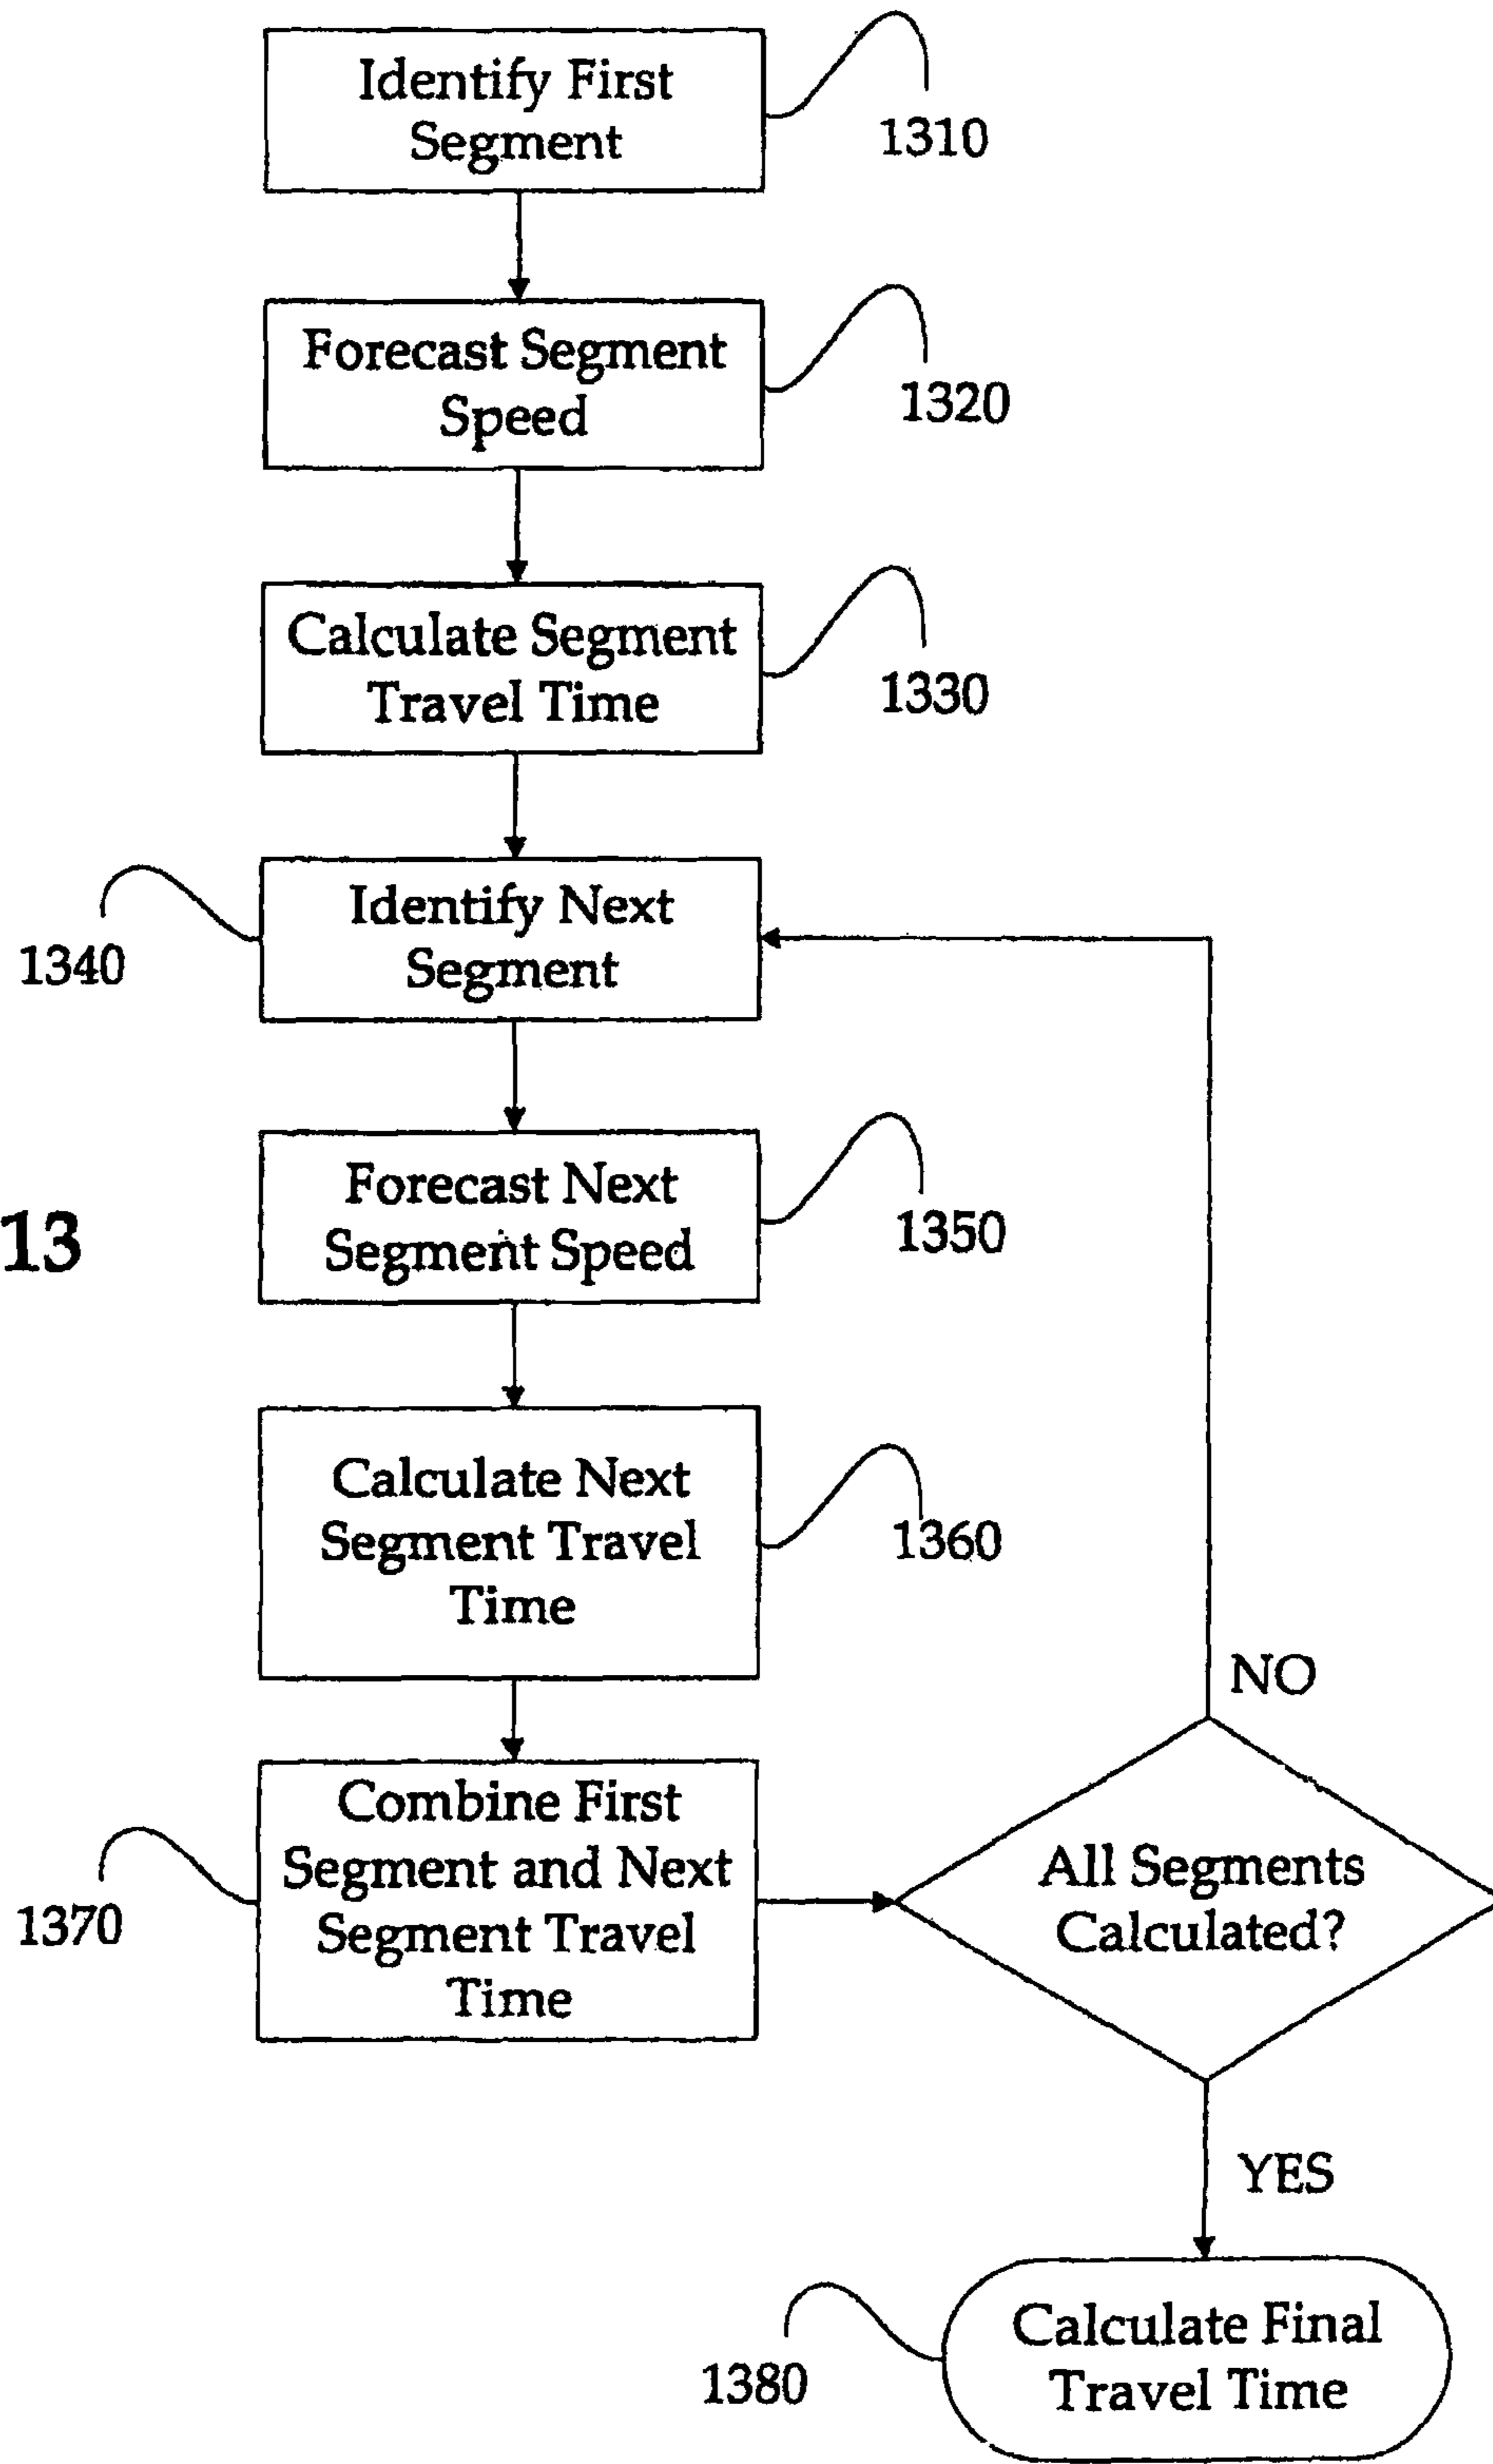 Identify First
Segment
1310
Forecast Segment
Speed
1320
Calculate Segment
Travel Time
1330
Identify Next
Segment
1340
Forecast Next
Segment Speed
1350
13
Calculate Next
Segment Travel
Time
1360
NO
Combine First
Segment and Next
Segment Travel
Time
1370
All Segments
Calculated?
YES
Calculate Final
Travel Time
1380